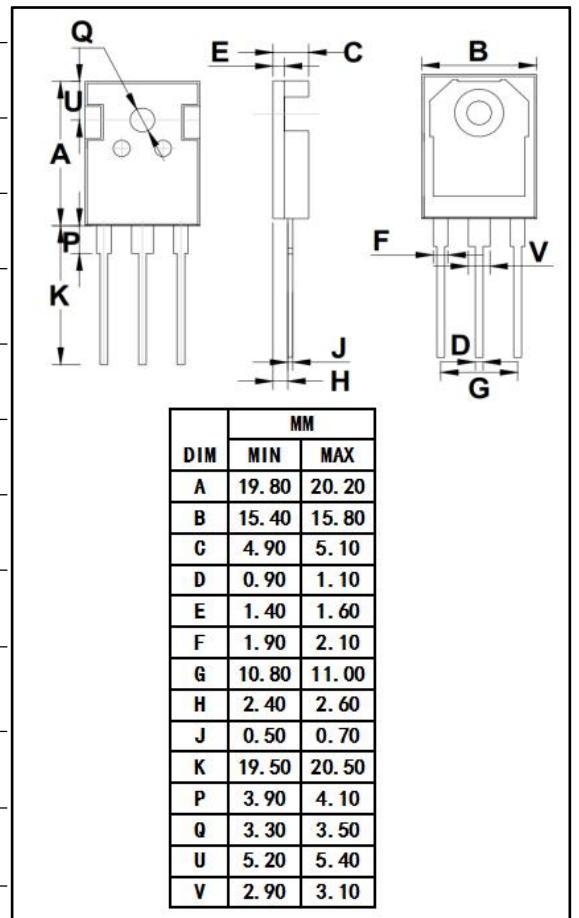 Q
E
C
B
U
A
P
K
F
V
J
H
D
G
MM
DIM MIN MAX
A 19.80 20.20
B 15.40 15.80
C 4.90 5.10
D 0.90 1.10
E 1.40 1.60
F 1.90 2.10
G 10.80 11.00
H 2.40 2.60
J 0.50 0.70
K 19.50 20.50
P 3.90 4.10
Q 3.30 3.50
U 5.20 5.40
V 2.90 3.10